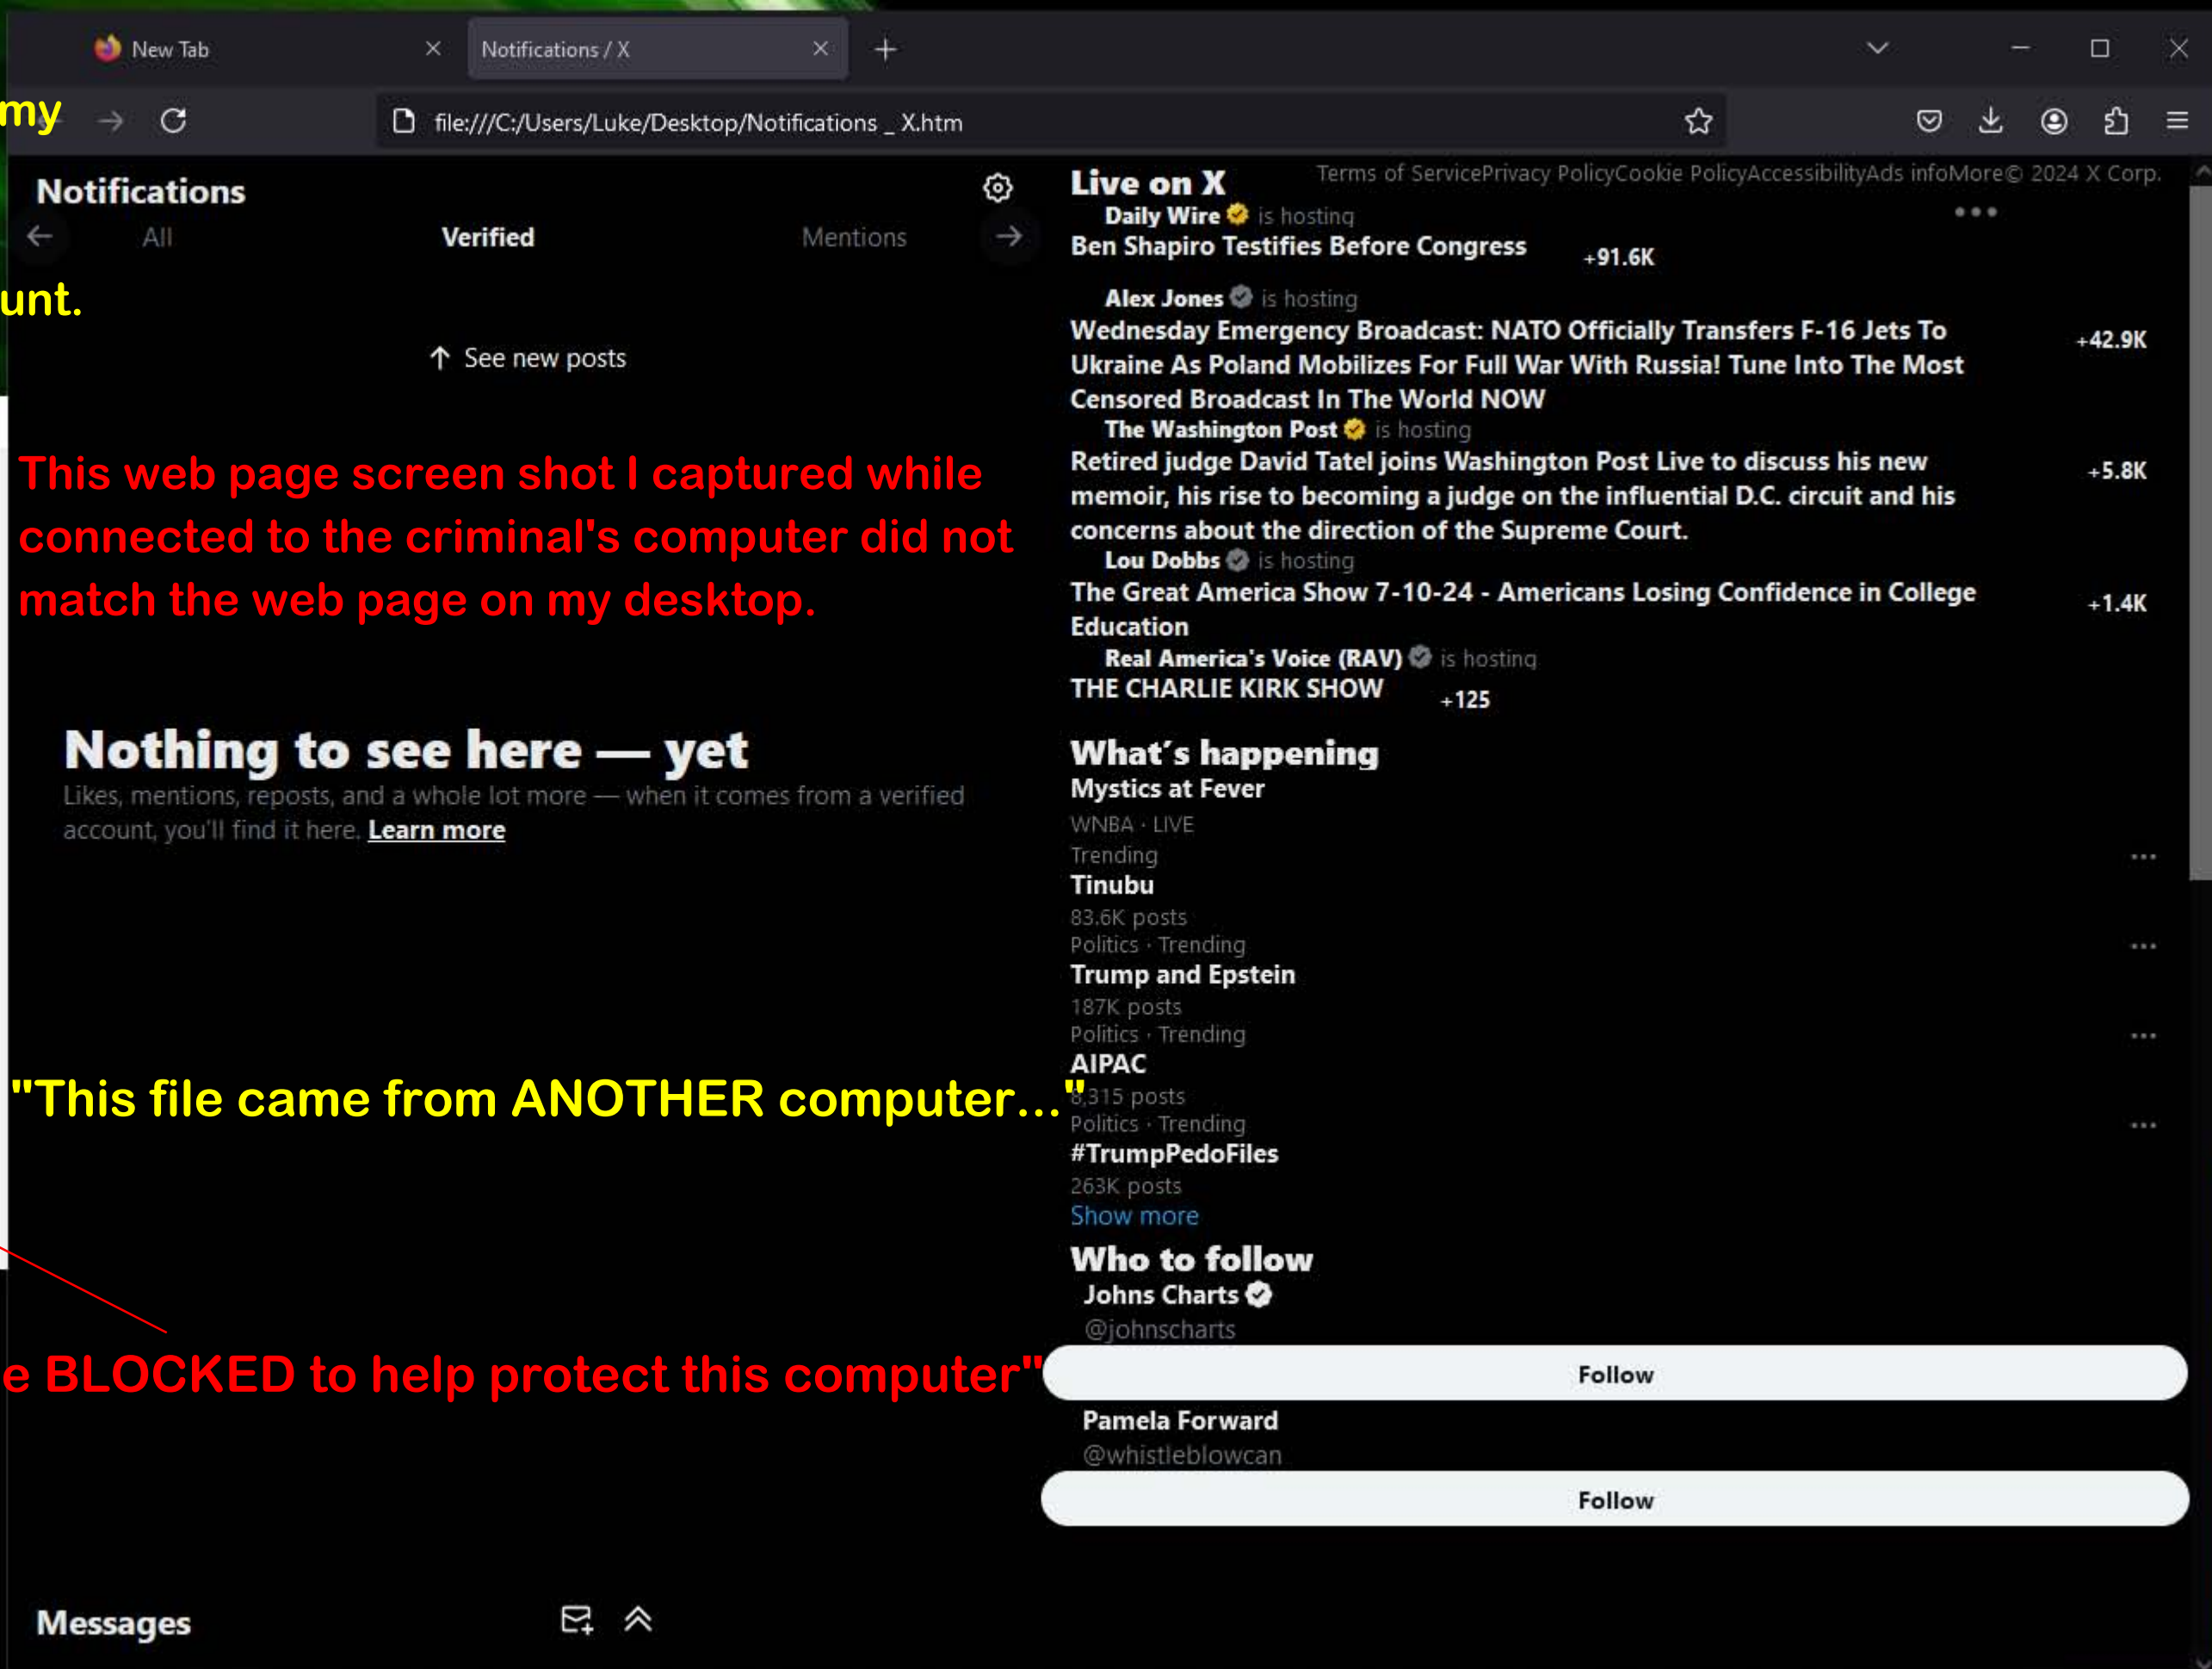 New Tab
Notifications / X
my
file:///C:/Users/Luke/Desktop/Notifications _ X.htm
Notifications
All
Verified
Mentions
unt.
See new posts
This web page screen shot I captured while
connected to the criminal's computer did not
match the web page on my desktop.
Nothing to see here — yet
Likes, mentions, reposts, and a whole lot more — when it comes from a verified
account, you'll find it here. Learn more
"This file came from ANOTHER computer..."
e BLOCKED to help protect this computer"
Messages
Live on X
Terms of ServicePrivacy PolicyCookie PolicyAccessibilityAds infoMore© 2024 X Corp.
Daily Wire is hosting
Ben Shapiro Testifies Before Congress
+91.6K
Alex Jones is hosting
Wednesday Emergency Broadcast: NATO Officially Transfers F-16 Jets To
Ukraine As Poland Mobilizes For Full War With Russia! Tune Into The Most
Censored Broadcast In The World NOW
+42.9K
The Washington Post is hosting
Retired judge David Tatel joins Washington Post Live to discuss his new
memoir, his rise to becoming a judge on the influential D.C. circuit and his
concerns about the direction of the Supreme Court.
+5.8K
Lou Dobbs is hosting
The Great America Show 7-10-24 - Americans Losing Confidence in College
Education
+1.4K
Real America's Voice (RAV) is hosting
THE CHARLIE KIRK SHOW
+125
What's happening
Mystics at Fever
WNBA · LIVE
Trending
Tinubu
83.6K posts
Politics · Trending
Trump and Epstein
187K posts
Politics · Trending
AIPAC
8,315 posts
Politics · Trending
#TrumpPedoFiles
263K posts
Show more
Who to follow
Johns Charts
@johnscharts
Follow
Pamela Forward
@whistleblowcan
Follow